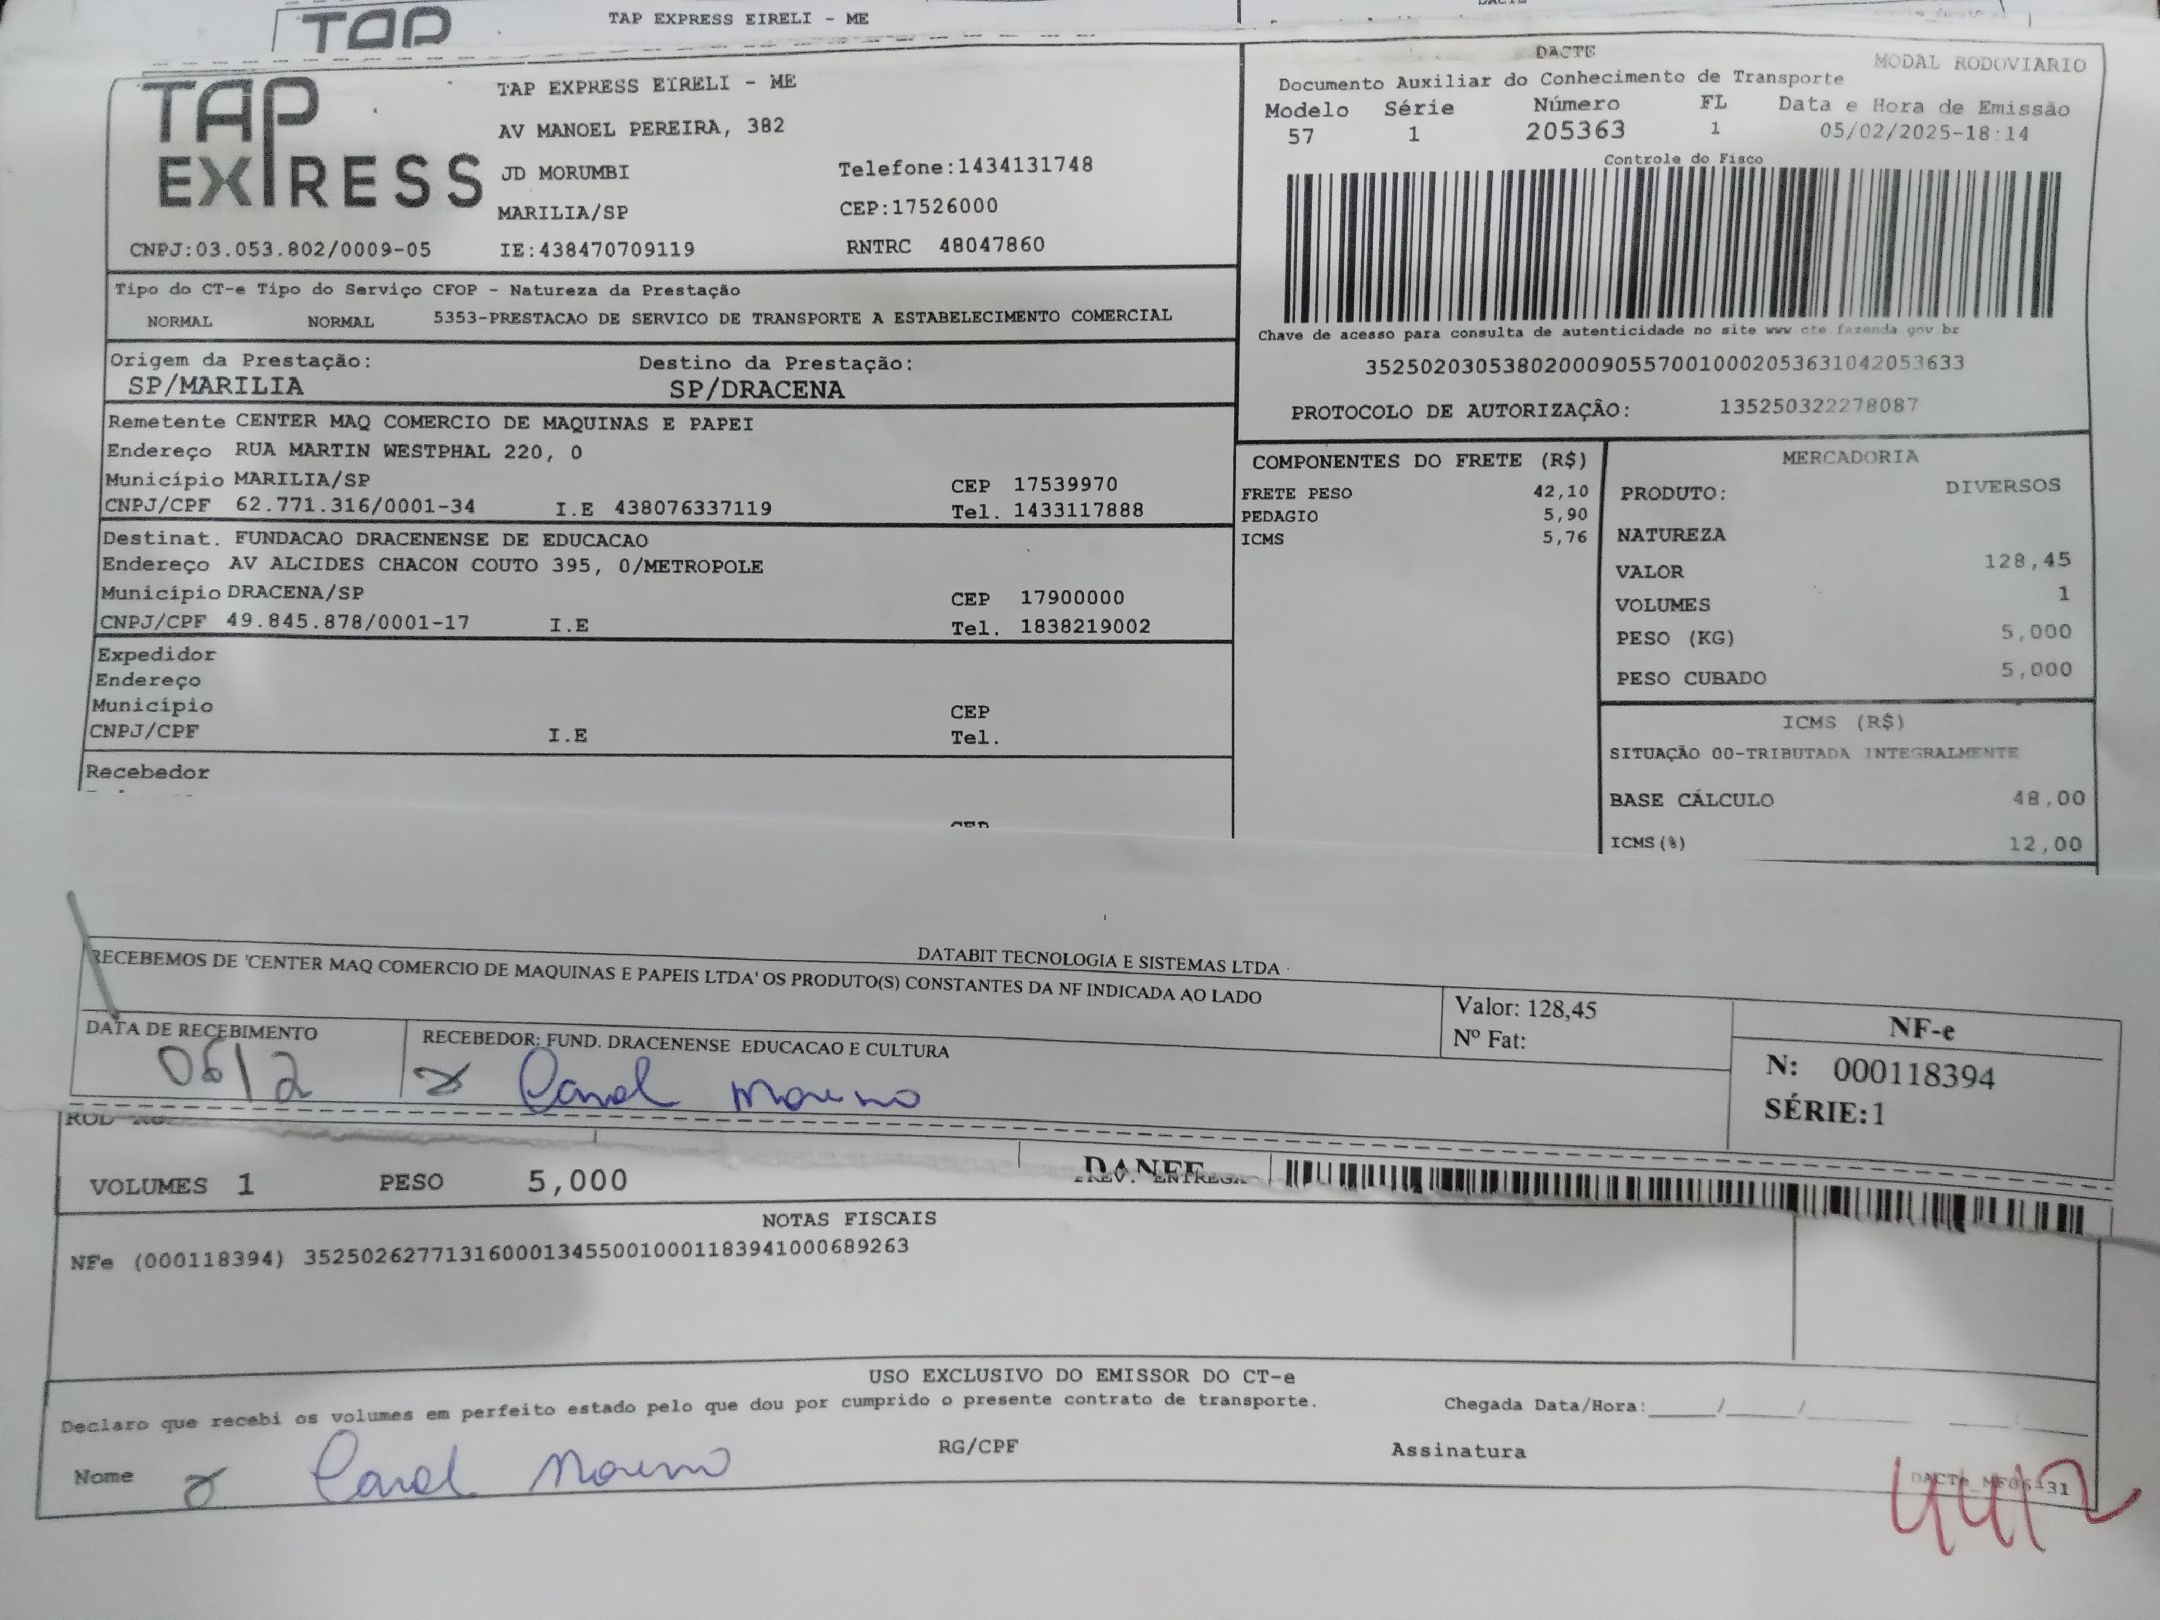 TAP
TAP EXPRESS EIRELI - ME
TAP EXPRESS
TAP EXPRESS EIRELI - ME
AV MANOEL PEREIRA, 382
JD MORUMBI Telefone:1434131748
MARILIA/SP CEP:17526000
CNPJ:03.053.802/0009-05 IE:438470709119 RNTRC 48047860
DACTE
MODAL RODOVIARIO
Documento Auxiliar do Conhecimento de Transporte
Modelo Série Número FL Data e Hora de Emissão
57 1 205363 1 05/02/2025-18:14
Controle do Fisco
Chave de acesso para consulta de autenticidade no site www.cte.fazenda.gov.br
35250203053802000905570010002053631042053633
PROTOCOLO DE AUTORIZAÇÃO: 135250322278087
Tipo do CT-e Tipo do Serviço CFOP - Natureza da Prestação
NORMAL NORMAL 5353-PRESTACAO DE SERVICO DE TRANSPORTE A ESTABELECIMENTO COMERCIAL
Origem da Prestação: Destino da Prestação:
SP/MARILIA SP/DRACENA
Remetente CENTER MAQ COMERCIO DE MAQUINAS E PAPEI
Endereço RUA MARTIN WESTPHAL 220, 0
Município MARILIA/SP CEP 17539970
CNPJ/CPF 62.771.316/0001-34 I.E 438076337119 Tel. 1433117888
Destinat. FUNDACAO DRACENENSE DE EDUCACAO
Endereço AV ALCIDES CHACON COUTO 395, 0/METROPOLE
Município DRACENA/SP CEP 17900000
CNPJ/CPF 49.845.878/0001-17 I.E Tel. 1838219002
Expedidor
Endereço
Município CEP
CNPJ/CPF I.E Tel.
Recebedor
COMPONENTES DO FRETE (R$)
FRETE PESO 42,10
PEDAGIO 5,90
ICMS 5,76
MERCADORIA
PRODUTO: DIVERSOS
NATUREZA
VALOR 128,45
VOLUMES 1
PESO (KG) 5,000
PESO CUBADO 5,000
ICMS (R$)
SITUAÇÃO 00-TRIBUTADA INTEGRALMENTE
BASE CÁLCULO 48,00
ICMS(%) 12,00
DATABIT TECNOLOGIA E SISTEMAS LTDA
RECEBEMOS DE 'CENTER MAQ COMERCIO DE MAQUINAS E PAPEIS LTDA' OS PRODUTO(S) CONSTANTES DA NF INDICADA AO LADO
Valor: 128,45
Nº Fat:
NF-e
N: 000118394
SÉRIE:1
DATA DE RECEBIMENTO
06/2
RECEBEDOR: FUND. DRACENENSE EDUCACAO E CULTURA
Carol Moreno
VOLUMES 1 PESO 5,000
DANFE
PREV. ENTREGA
NOTAS FISCAIS
NFe (000118394) 35250262771316000134550010001183941000689263
USO EXCLUSIVO DO EMISSOR DO CT-e
Declaro que recebi os volumes em perfeito estado pelo que dou por cumprido o presente contrato de transporte.
Chegada Data/Hora:_____/_____/_____
Nome Carol Moreno RG/CPF Assinatura